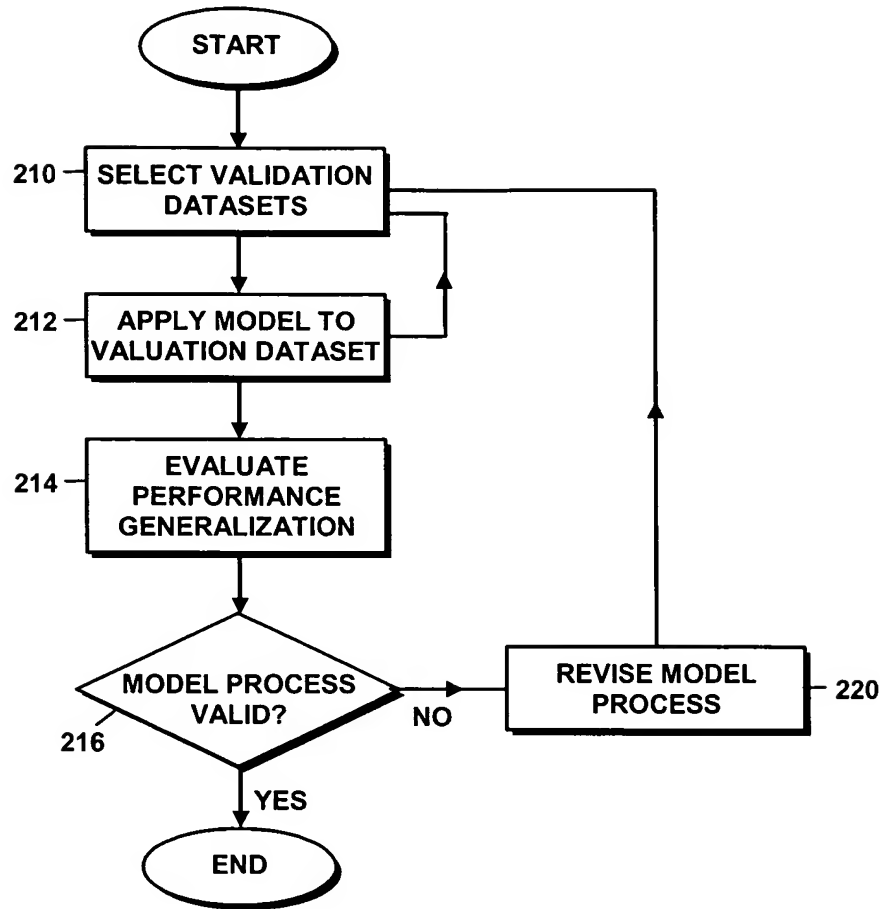 START
210
SELECT VALIDATION
DATASETS
212
APPLY MODEL TO
VALUATION DATASET
214
EVALUATE
PERFORMANCE
GENERALIZATION
MODEL PROCESS
VALID?
216
NO
REVISE MODEL
PROCESS
220
YES
END